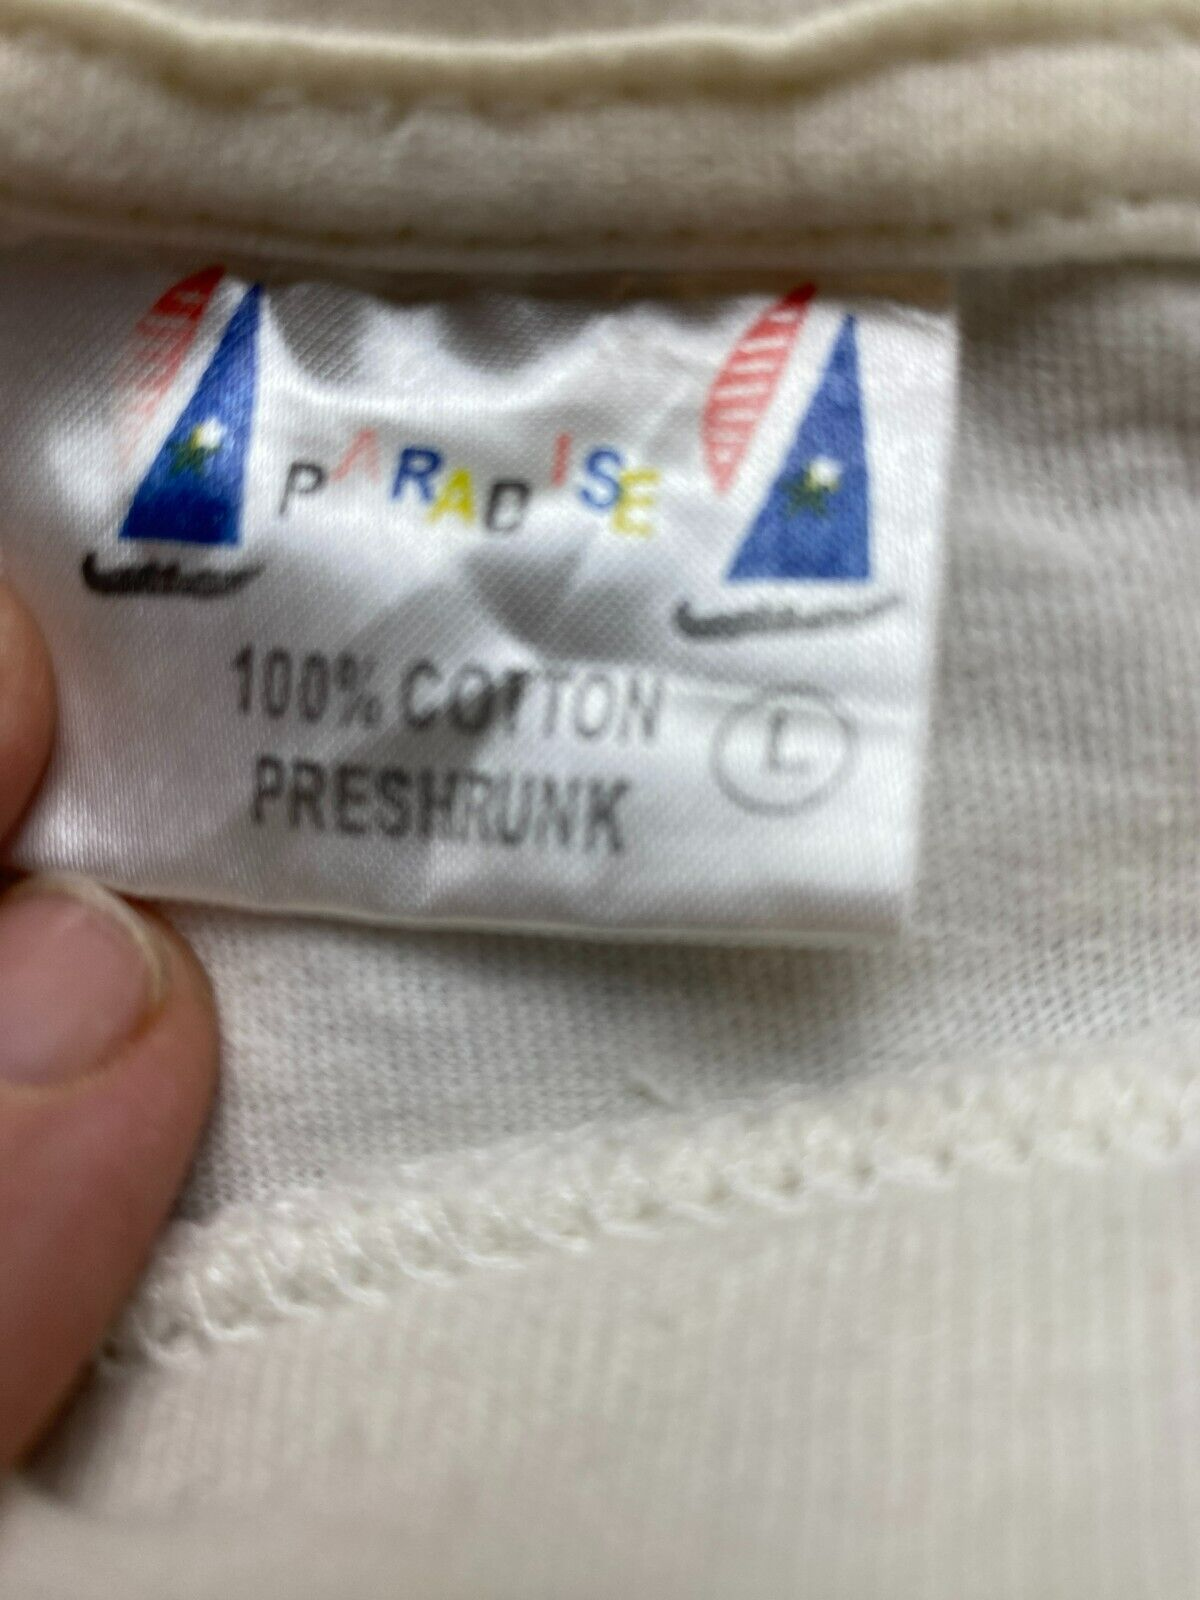 PARADISE
100% COTTON
PRESHRUNK
L